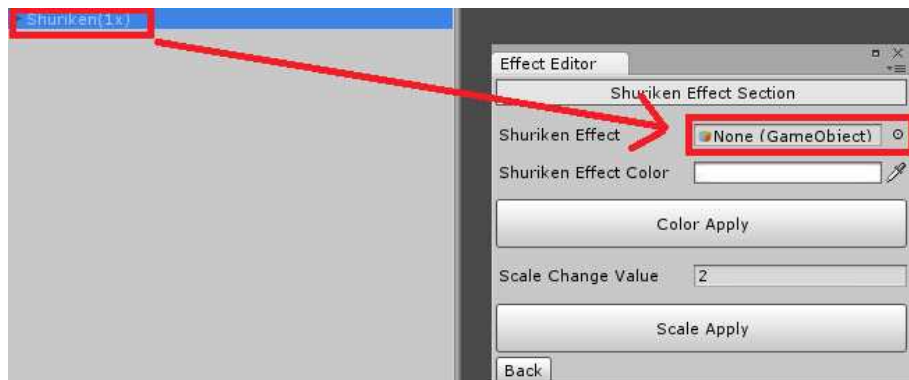 Shuriken(1x)
Effect Editor
Shuriken Effect Section
Shuriken Effect
None (GameObject)
Shuriken Effect Color
Color Apply
Scale Change Value
2
Scale Apply
Back